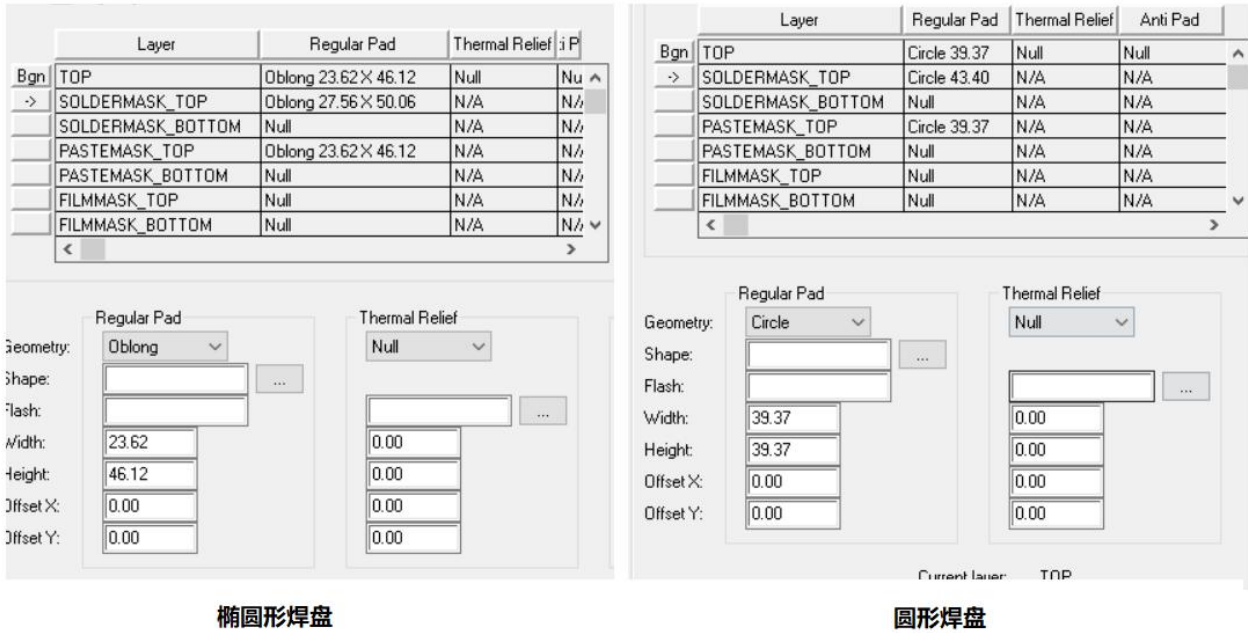 Layer Regular Pad Thermal Relief
Bgn TOP Oblong 23.62 X 46.12 Null Nu
-> SOLDERMASK_TOP Oblong 27.56 X 50.06 N/A N/
SOLDERMASK_BOTTOM Null N/A N/
PASTEMASK_TOP Oblong 23.62 X 46.12 N/A N/
PASTEMASK_BOTTOM Null N/A N/
FILMMASK_TOP Null N/A N/
FILMMASK_BOTTOM Null N/A N/
Regular Pad Thermal Relief
Geometry: Oblong Null
Shape: ...
Flash: ...
Width: 23.62 0.00
Height: 46.12 0.00
Offset X: 0.00 0.00
Offset Y: 0.00 0.00
椭圆形焊盘
Layer Regular Pad Thermal Relief Anti Pad
Bgn TOP Circle 39.37 Null Null
-> SOLDERMASK_TOP Circle 43.40 N/A N/A
SOLDERMASK_BOTTOM Null N/A N/A
PASTEMASK_TOP Circle 39.37 N/A N/A
PASTEMASK_BOTTOM Null N/A N/A
FILMMASK_TOP Null N/A N/A
FILMMASK_BOTTOM Null N/A N/A
Regular Pad Thermal Relief
Geometry: Circle Null
Shape: ...
Flash: ...
Width: 39.37 0.00
Height: 39.37 0.00
Offset X: 0.00 0.00
Offset Y: 0.00 0.00
Current layer: TOP
圆形焊盘